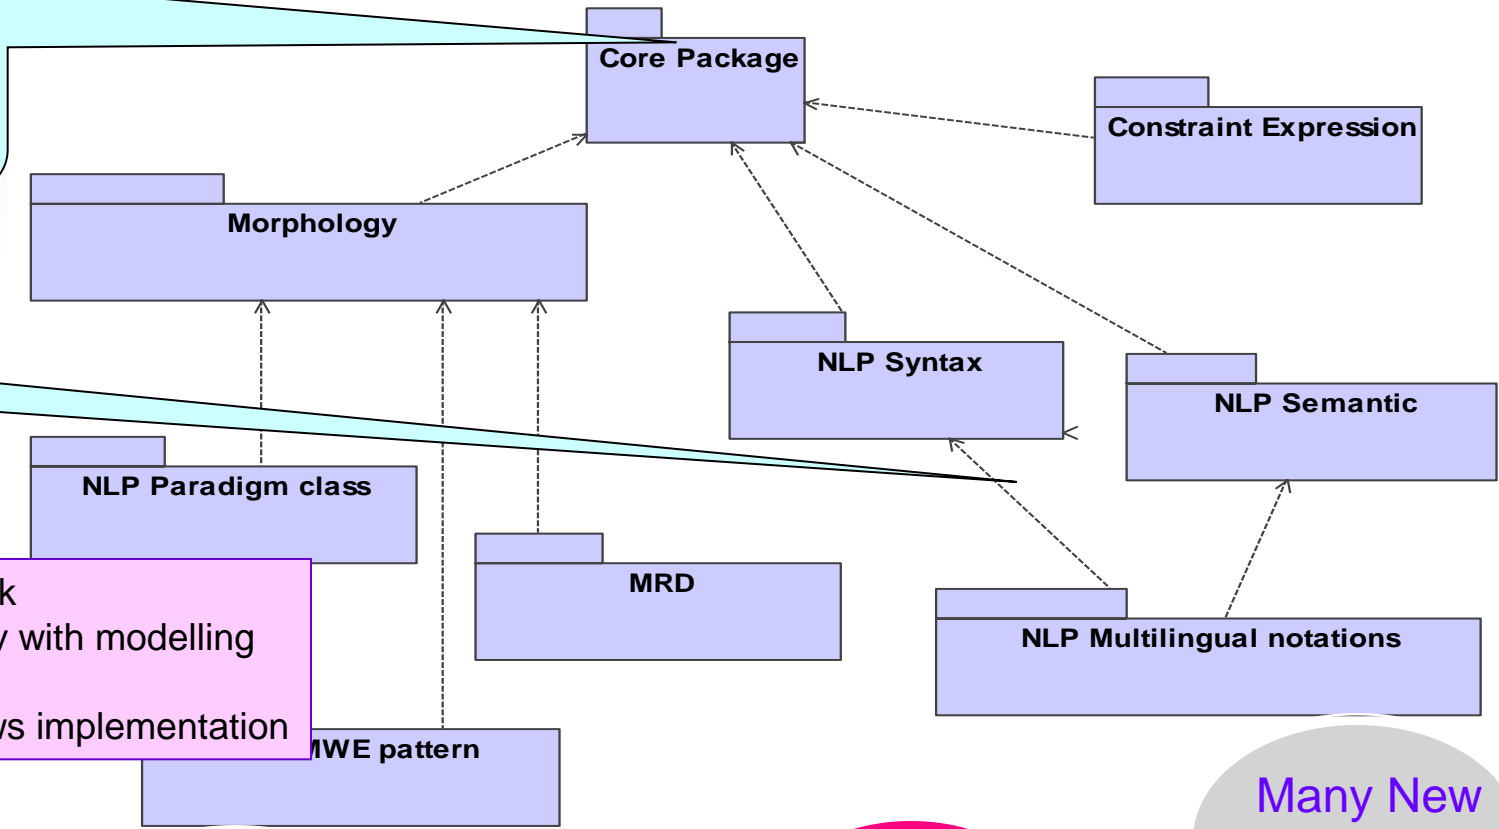 Core Package
Constraint Expression
Morphology
NLP Syntax
NLP Semantic
NLP Paradigm class
MRD
with modelling
NLP Multilingual notations
implementation
MWE pattern
Many New